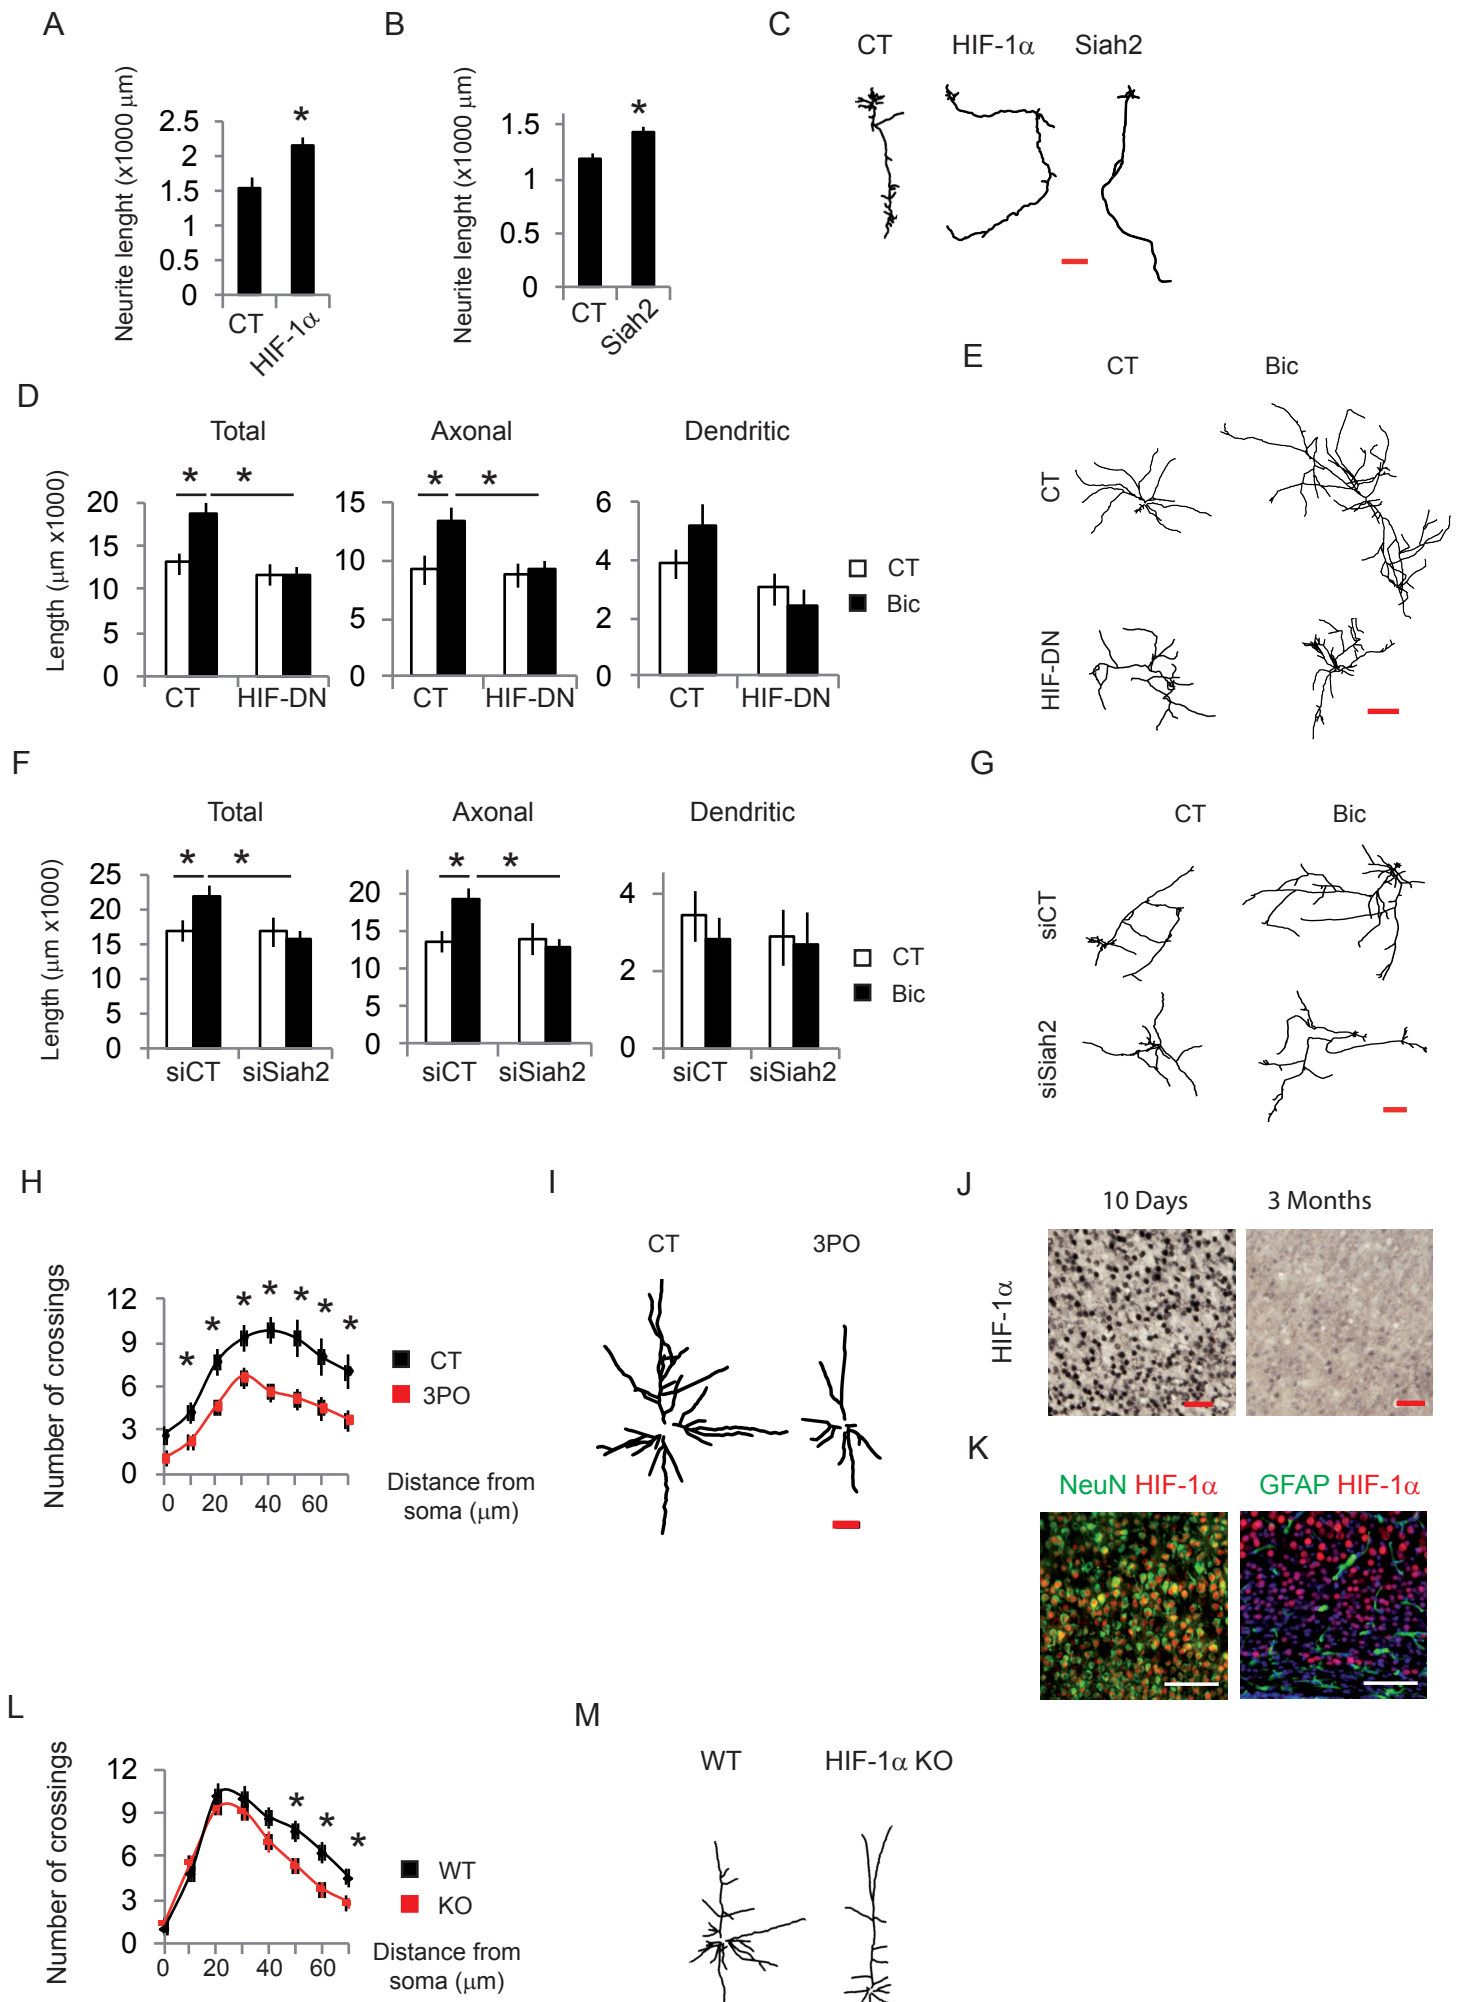 A
Neurite lenght (x1000 μm)
2.5
2
1.5
1
0.5
0
*
CT
HIF-1α
B
Neurite lenght (x1000 μm)
1.5
1
0.5
0
*
CT
Siah2
C
CT HIF-1α Siah2
D
Total Axonal Dendritic
Length (μm x1000)
20
15
10
5
0
* *
CT HIF-DN
15
10
5
0
* *
CT HIF-DN
6
4
2
0
CT HIF-DN
CT
Bic
E
CT Bic
CT
HIF-DN
F
Total Axonal Dendritic
Length (μm x1000)
25
20
15
10
5
0
* *
siCT siSiah2
20
15
10
5
0
* *
siCT siSiah2
4
2
0
siCT siSiah2
CT
Bic
G
CT Bic
siCT
siSiah2
H
Number of crossings
12
9
6
3
0
* * * * * * *
0 20 40 60
Distance from
soma (μm)
CT
3PO
I
CT 3PO
J
10 Days 3 Months
HIF-1α
K
NeuN HIF-1α GFAP HIF-1α
L
Number of crossings
12
9
6
3
0
* * *
0 20 40 60
Distance from
soma (μm)
WT
KO
M
WT HIF-1α KO